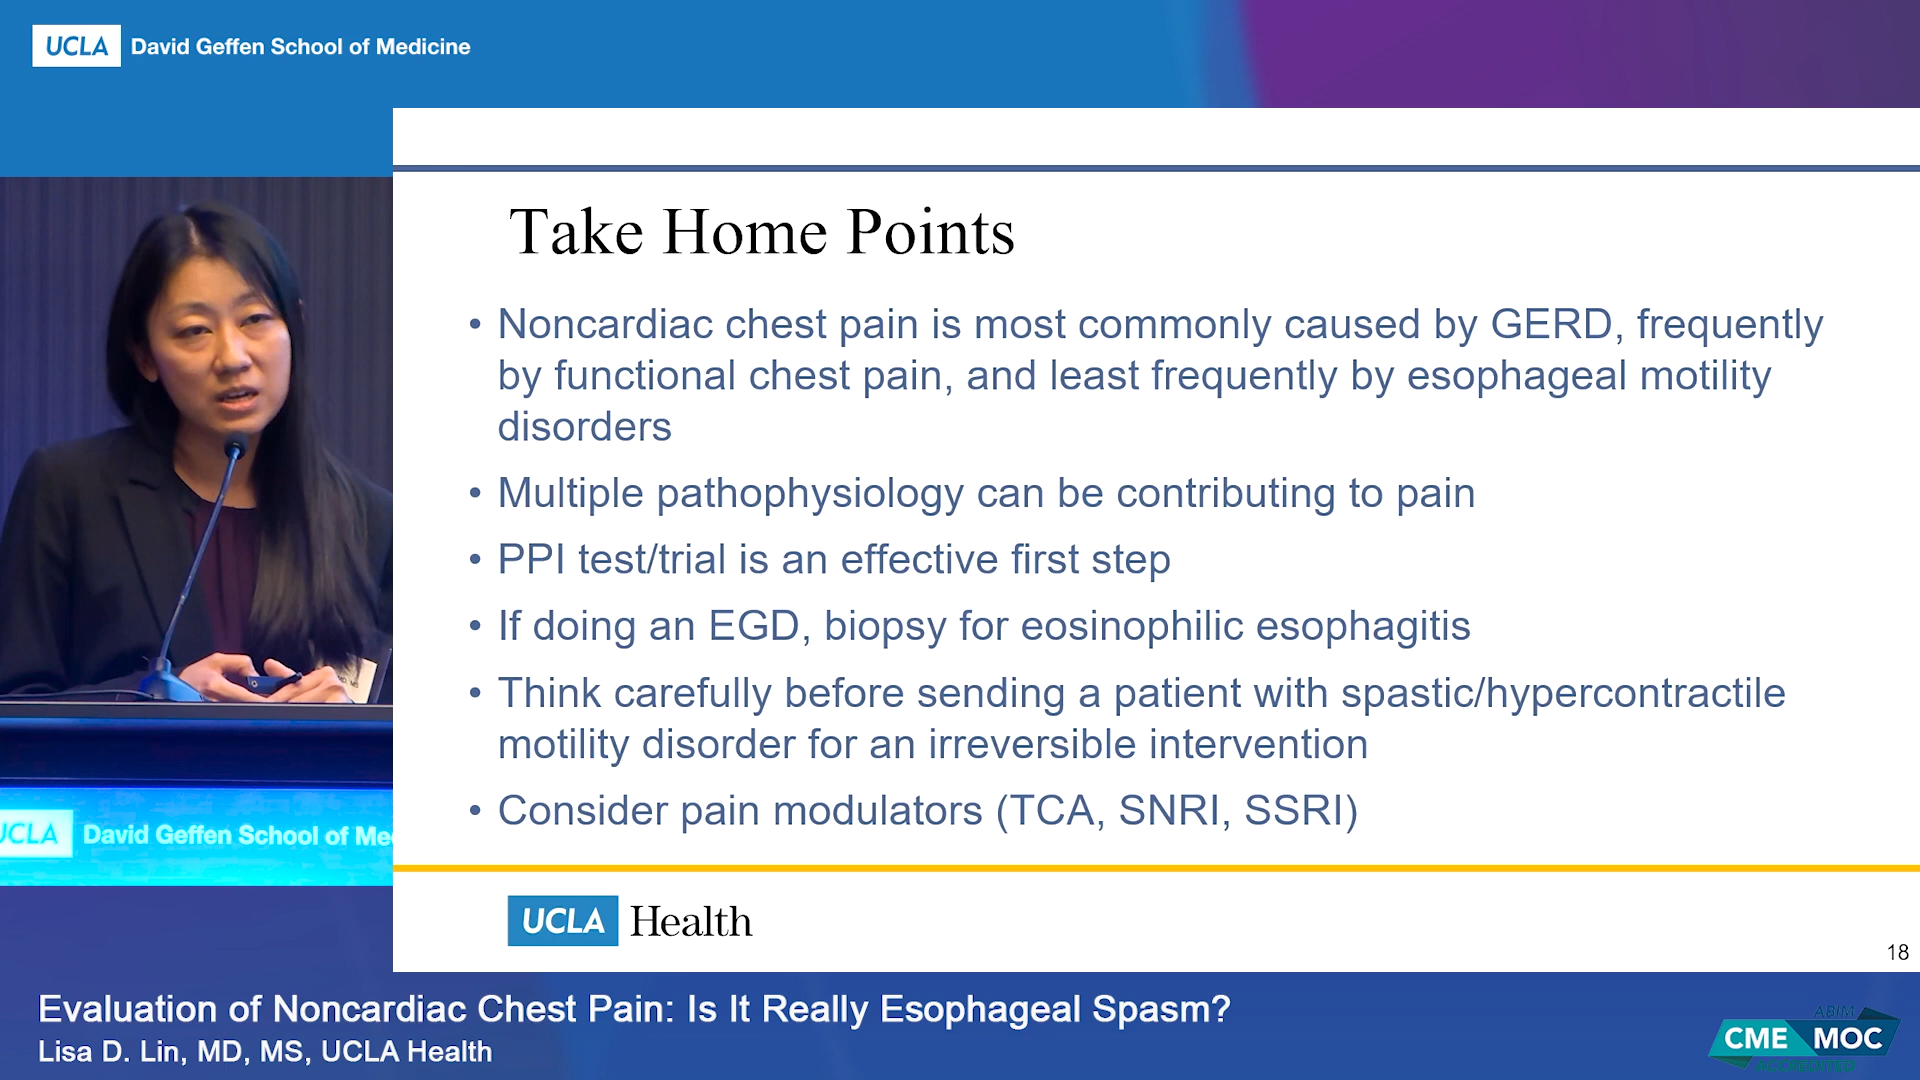 UCLA David Geffen School of Medicine
Take Home Points
• Noncardiac chest pain is most commonly caused by GERD, frequently
by functional chest pain, and least frequently by esophageal motility
disorders
• Multiple pathophysiology can be contributing to pain
• PPI test/trial is an effective first step
• If doing an EGD, biopsy for eosinophilic esophagitis
• Think carefully before sending a patient with spastic/hypercontractile
motility disorder for an irreversible intervention
• Consider pain modulators (TCA, SNRI, SSRI)
UCLA David Geffen School of Me
UCLA Health
18
Evaluation of Noncardiac Chest Pain: Is It Really Esophageal Spasm?
Lisa D. Lin, MD, MS, UCLA Health
ABIM
CME MOC